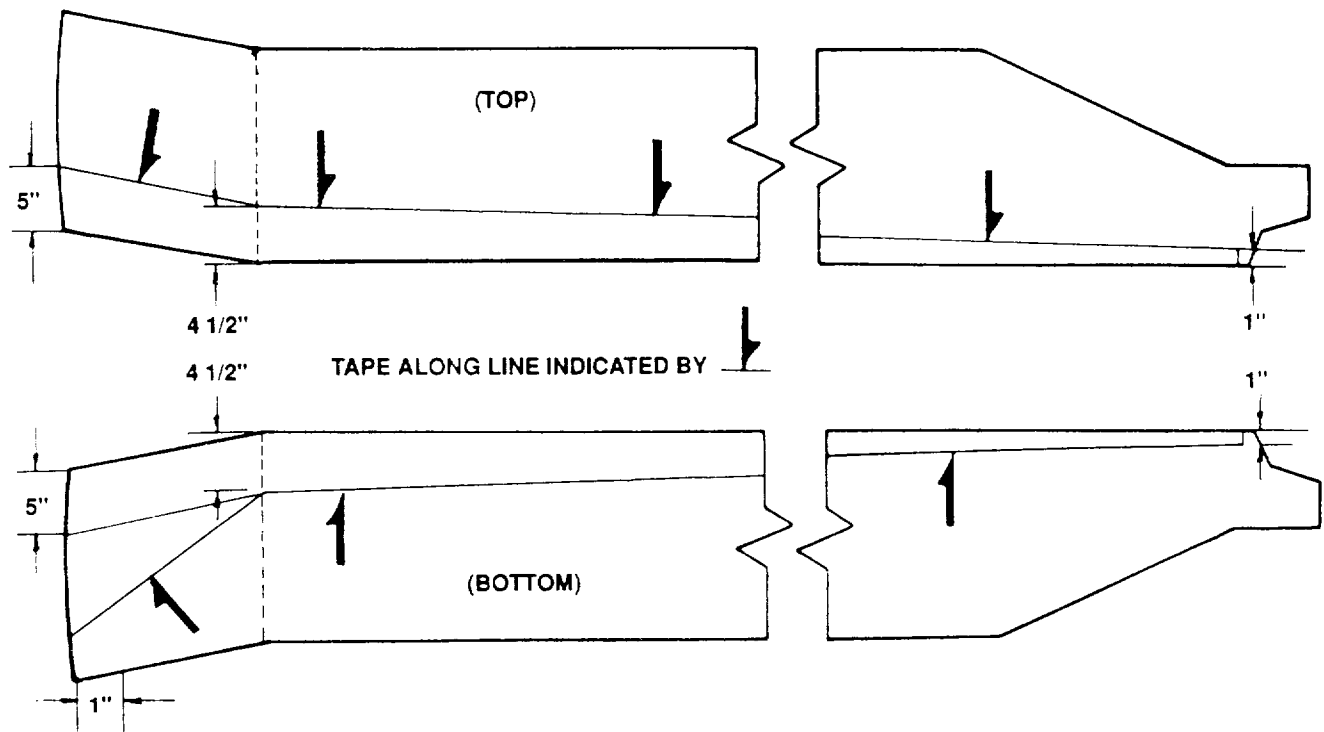 (TOP)
5"
4 1/2"
1"
TAPE ALONG LINE INDICATED BY
4 1/2"
1"
5"
(BOTTOM)
1"